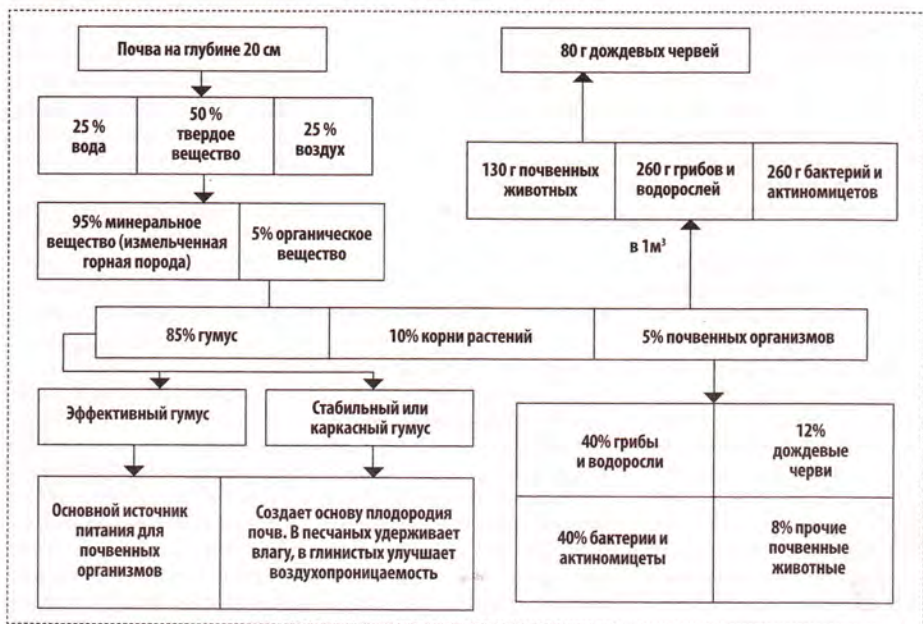 Почва на глубине 20 см
80 г дождевых червей
25 %
вода
50 %
твердое
вещество
25 %
воздух
130 г почвенных
животных
260 г грибов и
водорослей
260 г бактерий и
актиномицетов
95% минеральное
вещество (измельченная
горная порода)
5% органическое
вещество
в 1м³
85% гумус
10% корни растений
5% почвенных организмов
Эффективный гумус
Стабильный или
каркасный гумус
40% грибы
и водоросли
12%
дождевые
черви
Основной источник
питания для
почвенных
организмов
Создает основу плодородия
почв. В песчаных удерживает
влагу, в глинистых улучшает
воздухопроницаемость
40% бактерии и
актиномицеты
8% прочие
почвенные
животные